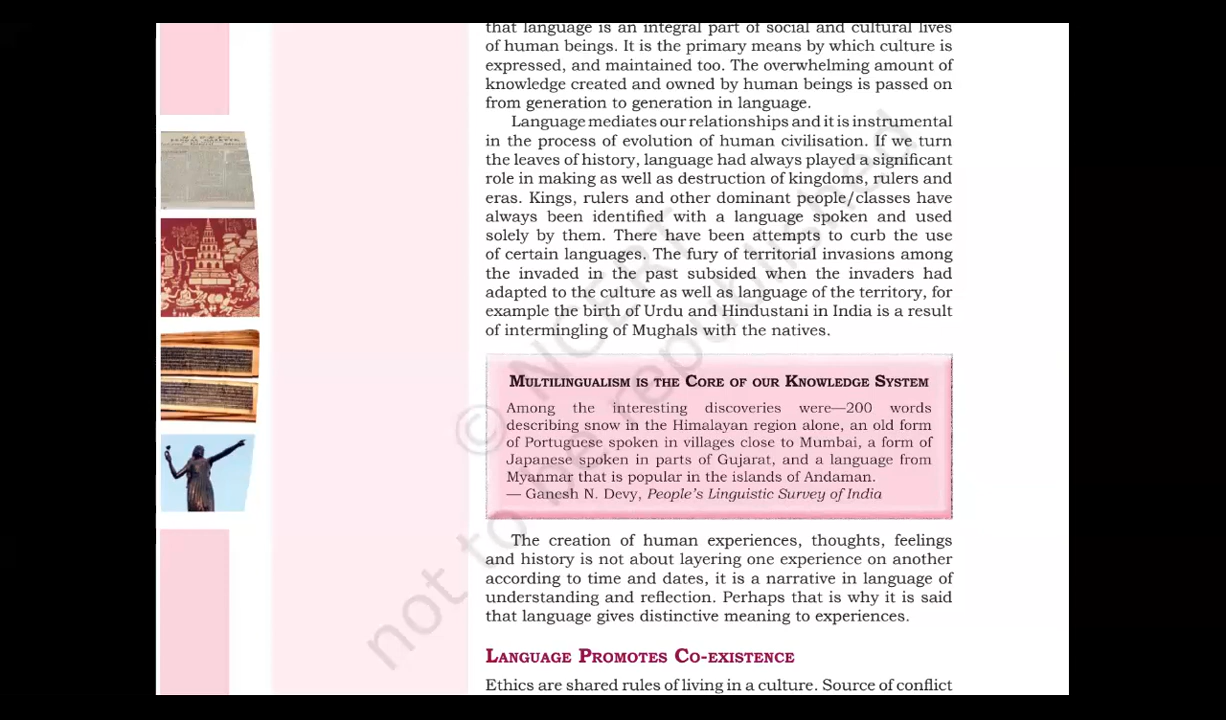 that language is an integral part of social and cultural lives
of human beings. It is the primary means by which culture is
expressed, and maintained too. The overwhelming amount of
knowledge created and owned by human beings is passed on
from generation to generation in language.
Language mediates our relationships and it is instrumental
in the process of evolution of human civilisation. If we turn
the leaves of history, language had always played a significant
role in making as well as destruction of kingdoms, rulers and
eras. Kings, rulers and other dominant people/classes have
always been identified with a language spoken and used
solely by them. There have been attempts to curb the use
of certain languages. The fury of territorial invasions among
the invaded in the past subsided when the invaders had
adapted to the culture as well as language of the territory, for
example the birth of Urdu and Hindustani in India is a result
of intermingling of Mughals with the natives.
Multilingualism is the Core of our Knowledge System
Among the interesting discoveries were—200 words
describing snow in the Himalayan region alone, an old form
of Portuguese spoken in villages close to Mumbai, a form of
Japanese spoken in parts of Gujarat, and a language from
Myanmar that is popular in the islands of Andaman.
— Ganesh N. Devy, People's Linguistic Survey of India
The creation of human experiences, thoughts, feelings
and history is not about layering one experience on another
according to time and dates, it is a narrative in language of
understanding and reflection. Perhaps that is why it is said
that language gives distinctive meaning to experiences.
Language Promotes Co-existence
Ethics are shared rules of living in a culture. Source of conflict
© NCERT
not to be republished